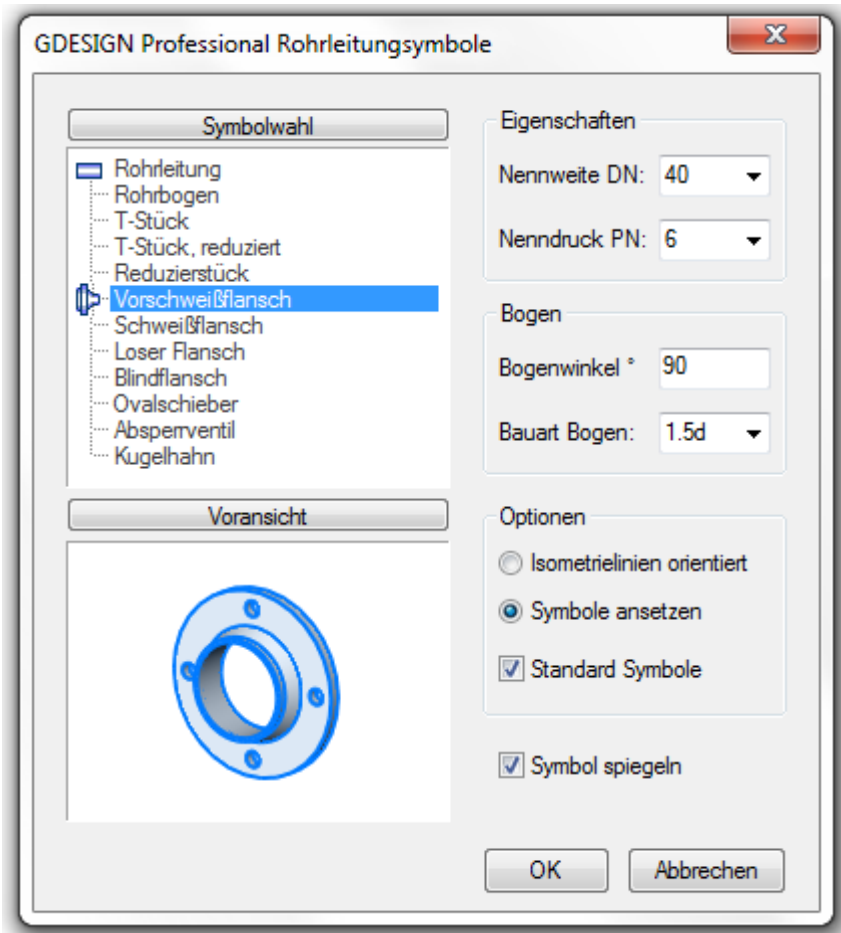 GDESIGN Professional Rohrleitungsymbole
Symbolwahl
Rohrleitung
Rohrbogen
T-Stück
T-Stück, reduziert
Reduzierstück
Vorschweißflansch
Schweißflansch
Loser Flansch
Blindflansch
Ovalschieber
Absperrventil
Kugelhahn
Voransicht
Eigenschaften
Nennweite DN: 40
Nenndruck PN: 6
Bogen
Bogenwinkel ° 90
Bauart Bogen: 1.5d
Optionen
Isometrielinien orientiert
Symbole ansetzen
Standard Symbole
Symbol spiegeln
OK Abbrechen